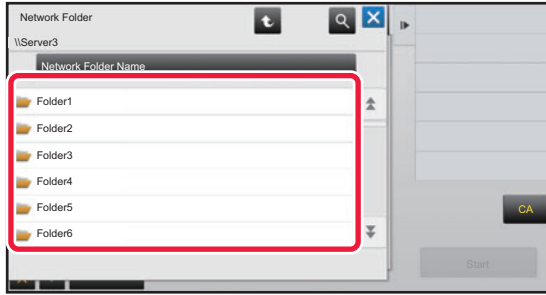 Network Folder
\\Server3
Network Folder Name
Folder1
Folder2
Folder3
Folder4
Folder5
Folder6
CA
Start